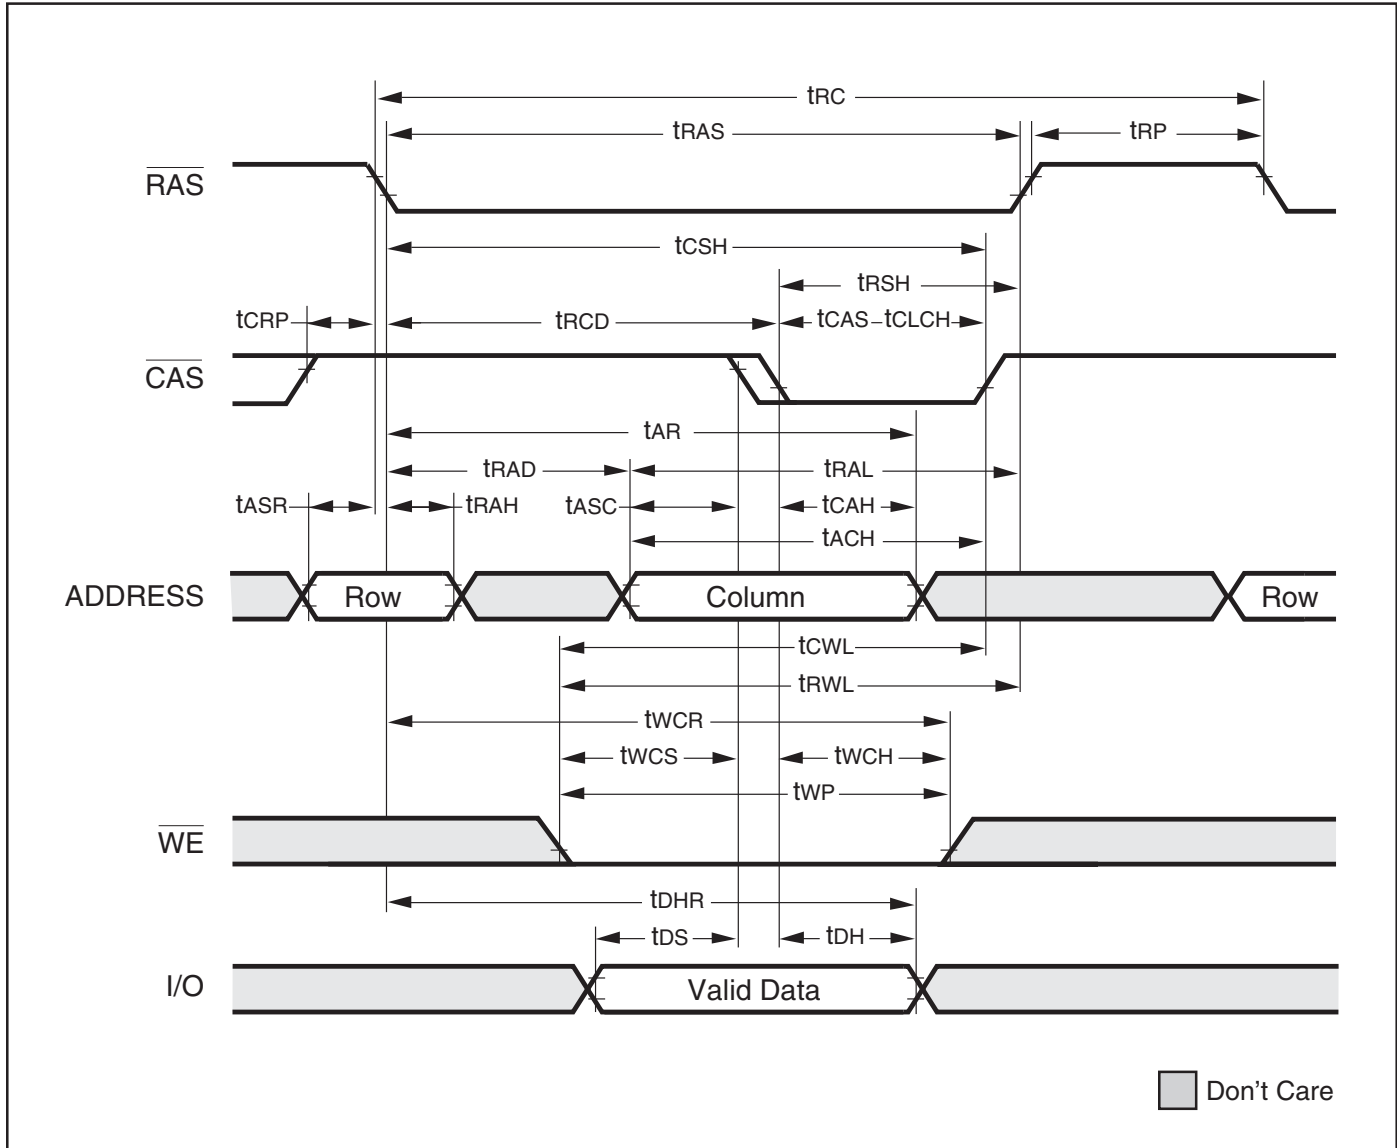 tRC
tRAS
tRP
RAS
tCSH
tRSH
tCRP
tRCD
tCAS
tCLCH
CAS
tAR
tRAD
tRAL
tASR
tRAH
tASC
tCAH
tACH
ADDRESS
Row
Column
Row
tCWL
tRWL
tWCR
tWCS
tWCH
tWP
WE
tDHR
tDS
tDH
I/O
Valid Data
Don't Care